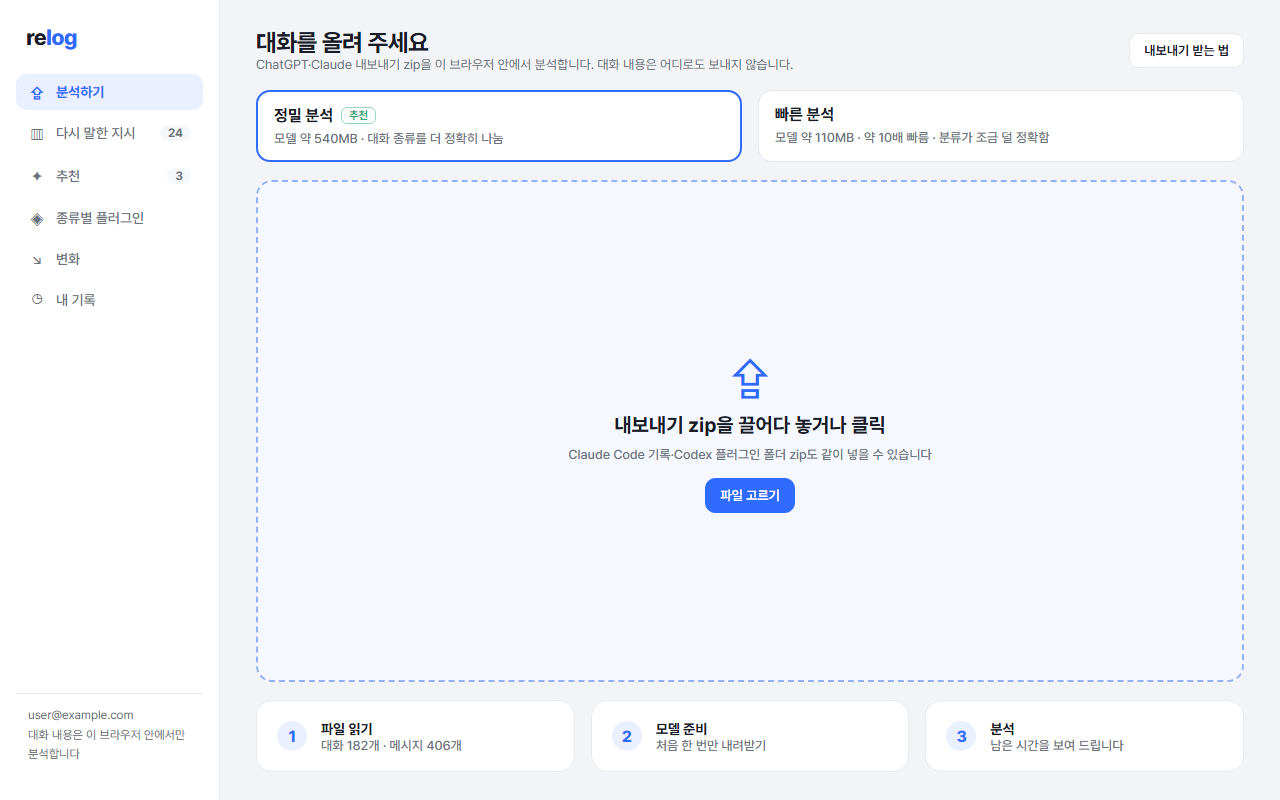 relog
분석하기
다시 말한 지시 24
추천 3
종류별 플러그인
변화
내 기록
user@example.com
대화 내용은 이 브라우저 안에서만
분석합니다
대화를 올려 주세요
ChatGPT·Claude 내보내기 zip을 이 브라우저 안에서 분석합니다. 대화 내용은 어디로도 보내지 않습니다.
내보내기 받는 법
정밀 분석 추천
모델 약 540MB · 대화 종류를 더 정확히 나눔
빠른 분석
모델 약 110MB · 약 10배 빠름 · 분류가 조금 덜 정확함
내보내기 zip을 끌어다 놓거나 클릭
Claude Code 기록·Codex 플러그인 폴더 zip도 같이 넣을 수 있습니다
파일 고르기
1 파일 읽기
대화 182개 · 메시지 406개
2 모델 준비
처음 한 번만 내려받기
3 분석
남은 시간을 보여 드립니다